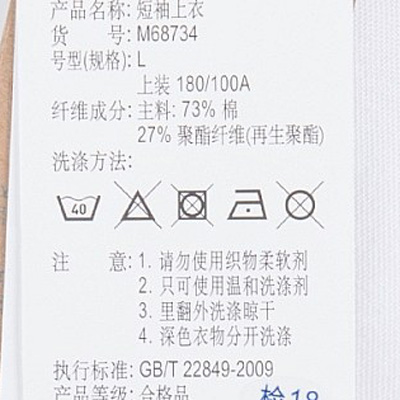 产品名称: 短袖上衣
货 号: M68734
号型(规格): L
上装 180/100A
纤维成分: 主料: 73% 棉
27% 聚酯纤维(再生聚酯)
洗涤方法:
40
注 意: 1. 请勿使用织物柔软剂
2. 只可使用温和洗涤剂
3. 里翻外洗涤晾干
4. 深色衣物分开洗涤
执行标准: GB/T 22849-2009
产品等级: 合格品
检18